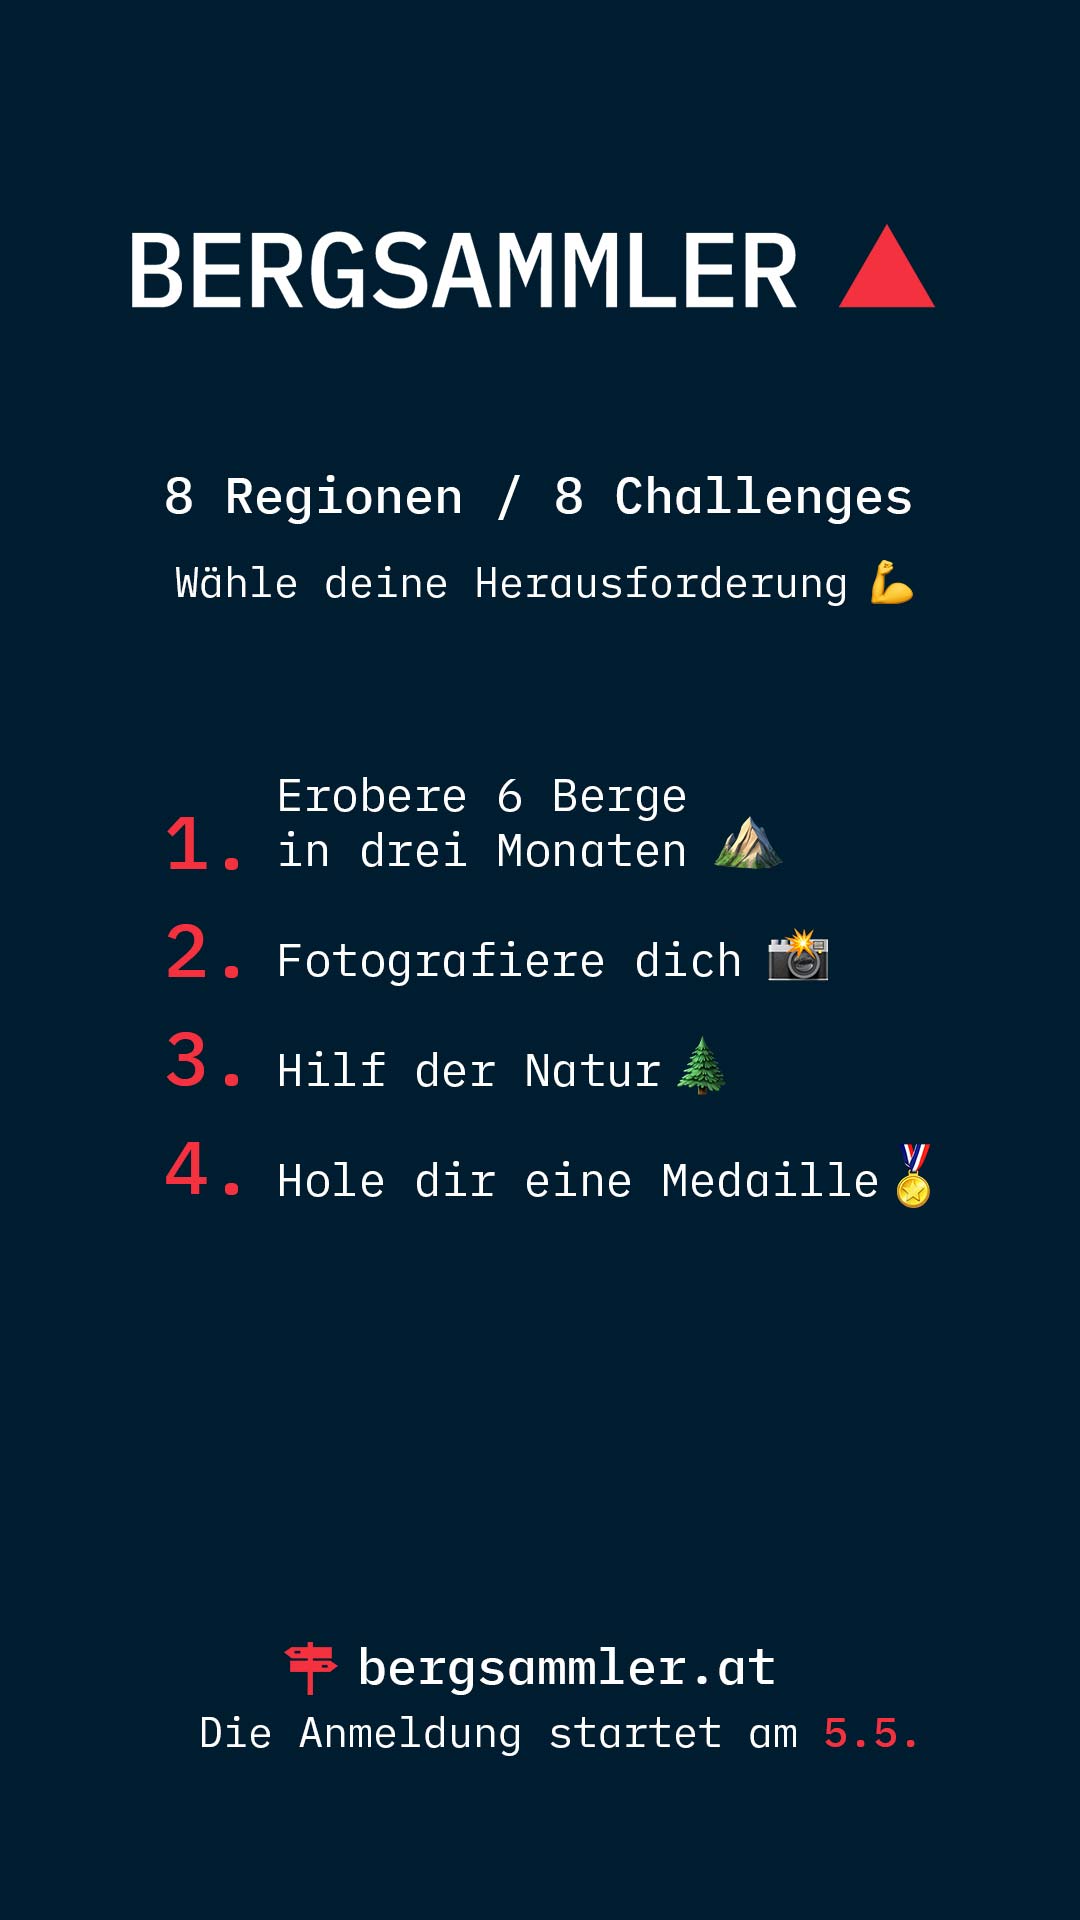 BERGSAMMLER
8 Regionen / 8 Challenges
Wähle deine Herausforderung 💪
1. Erobere 6 Berge
in drei Monaten ⛰️
2. Fotografiere dich 📸
3. Hilf der Natur 🌲
4. Hole dir eine Medaille 🏅
bergsammler.at
Die Anmeldung startet am 5.5.